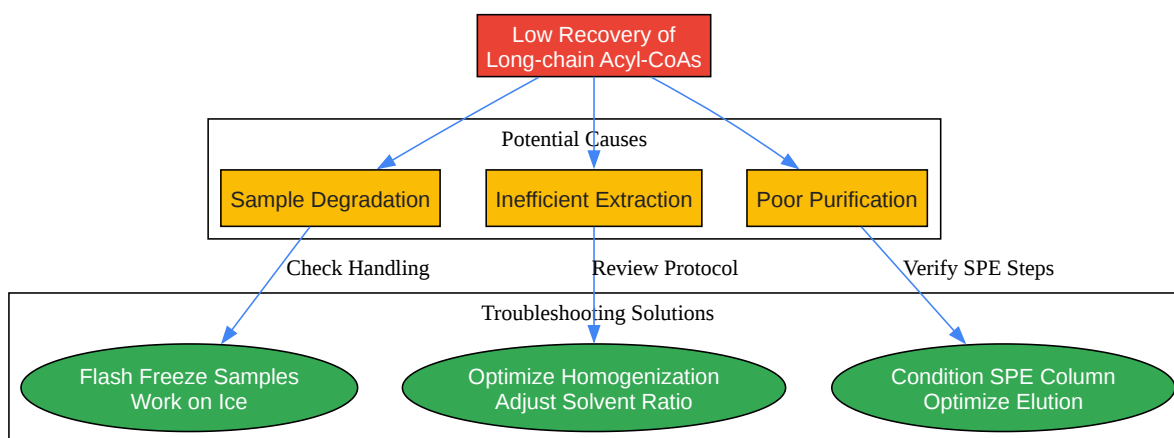 Low Recovery of
Long-chain Acyl-CoAs
Potential Causes
Sample Degradation
Inefficient Extraction
Poor Purification
Check Handling
Review Protocol
Verify SPE Steps
Troubleshooting Solutions
Flash Freeze Samples
Work on Ice
Optimize Homogenization
Adjust Solvent Ratio
Condition SPE Column
Optimize Elution